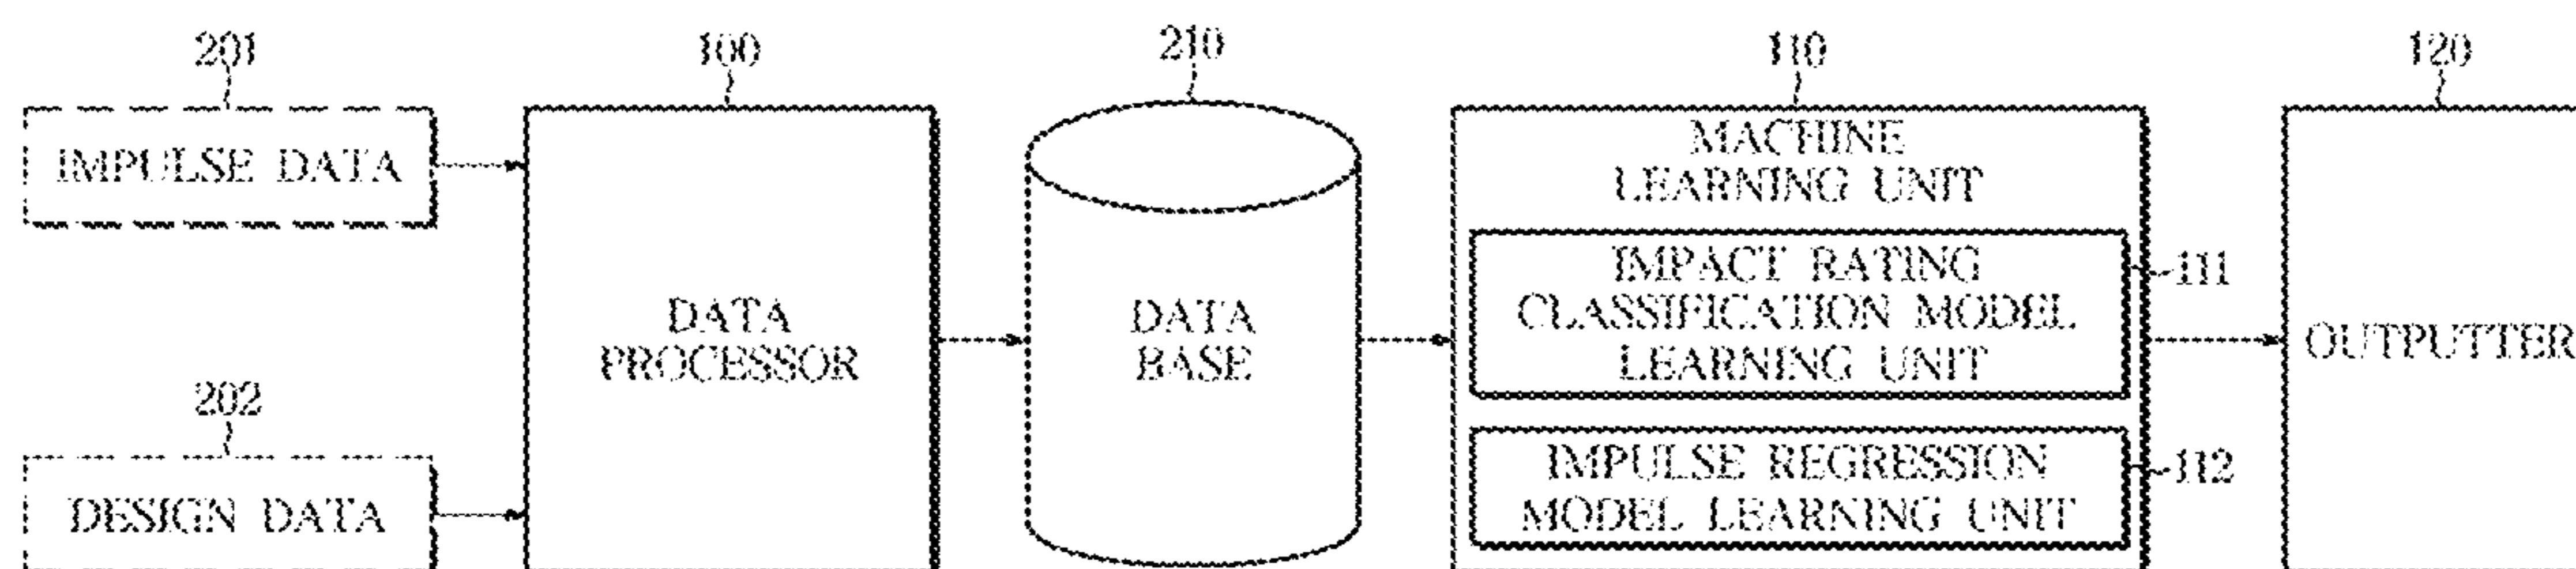 201
100
210
110
120
IMPULSE DATA
DATA
PROCESSOR
DATA
BASE
MACHINE
LEARNING UNIT
IMPACT RATING
CLASSIFICATION MODEL
LEARNING UNIT
111
IMPULSE REGRESSION
MODEL LEARNING UNIT
112
OUTPUTTER
202
DESIGN DATA